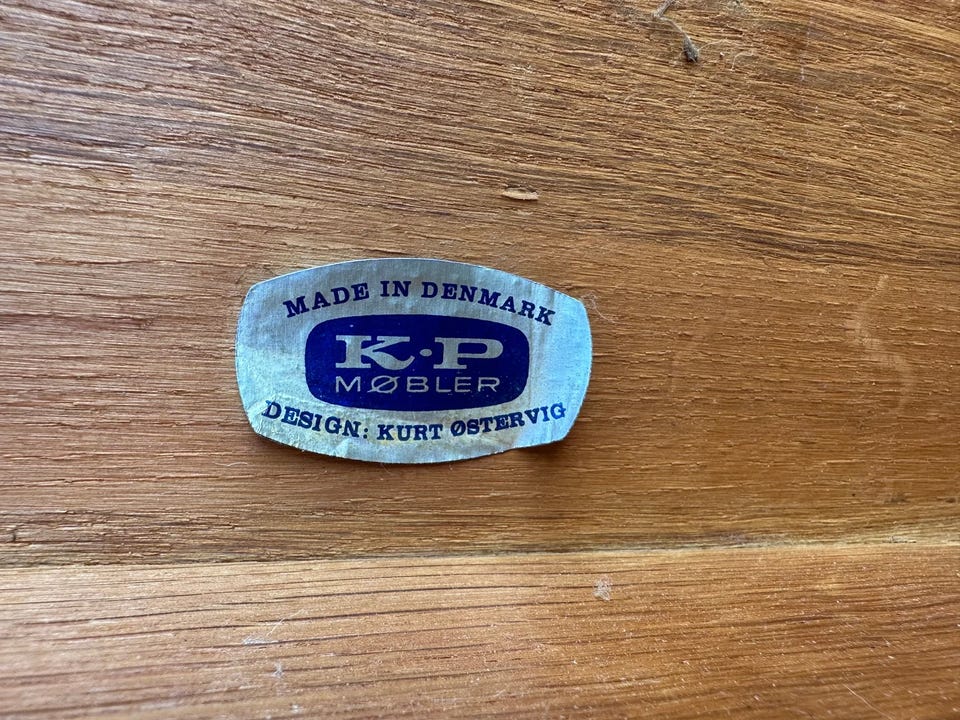 MADE IN DENMARK
K·P
MØBLER
DESIGN: KURT ØSTERVIG